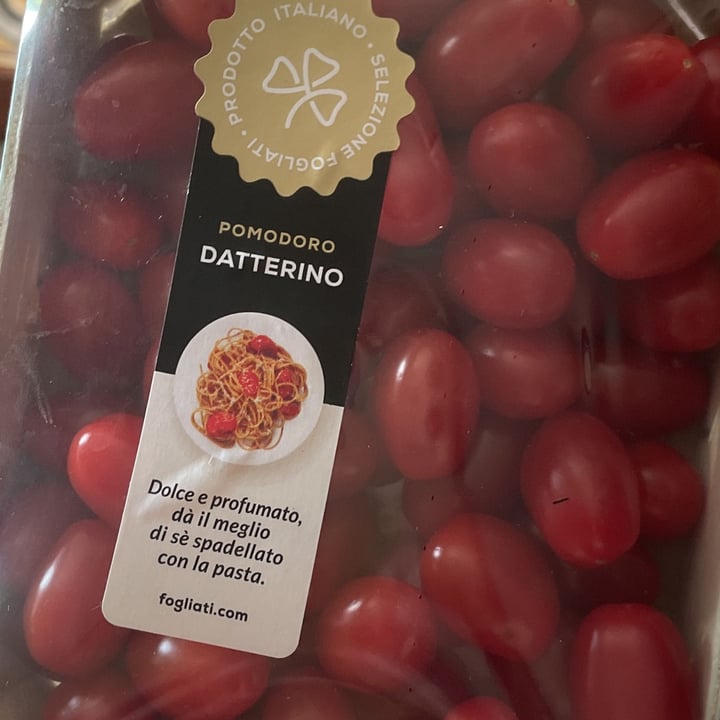 PRODOTTO ITALIANO • SELEZIONE FOGLIATI •
POMODORO
DATTERINO
Dolce e profumato,
dà il meglio
di sè spadellato
con la pasta.
fogliati.com